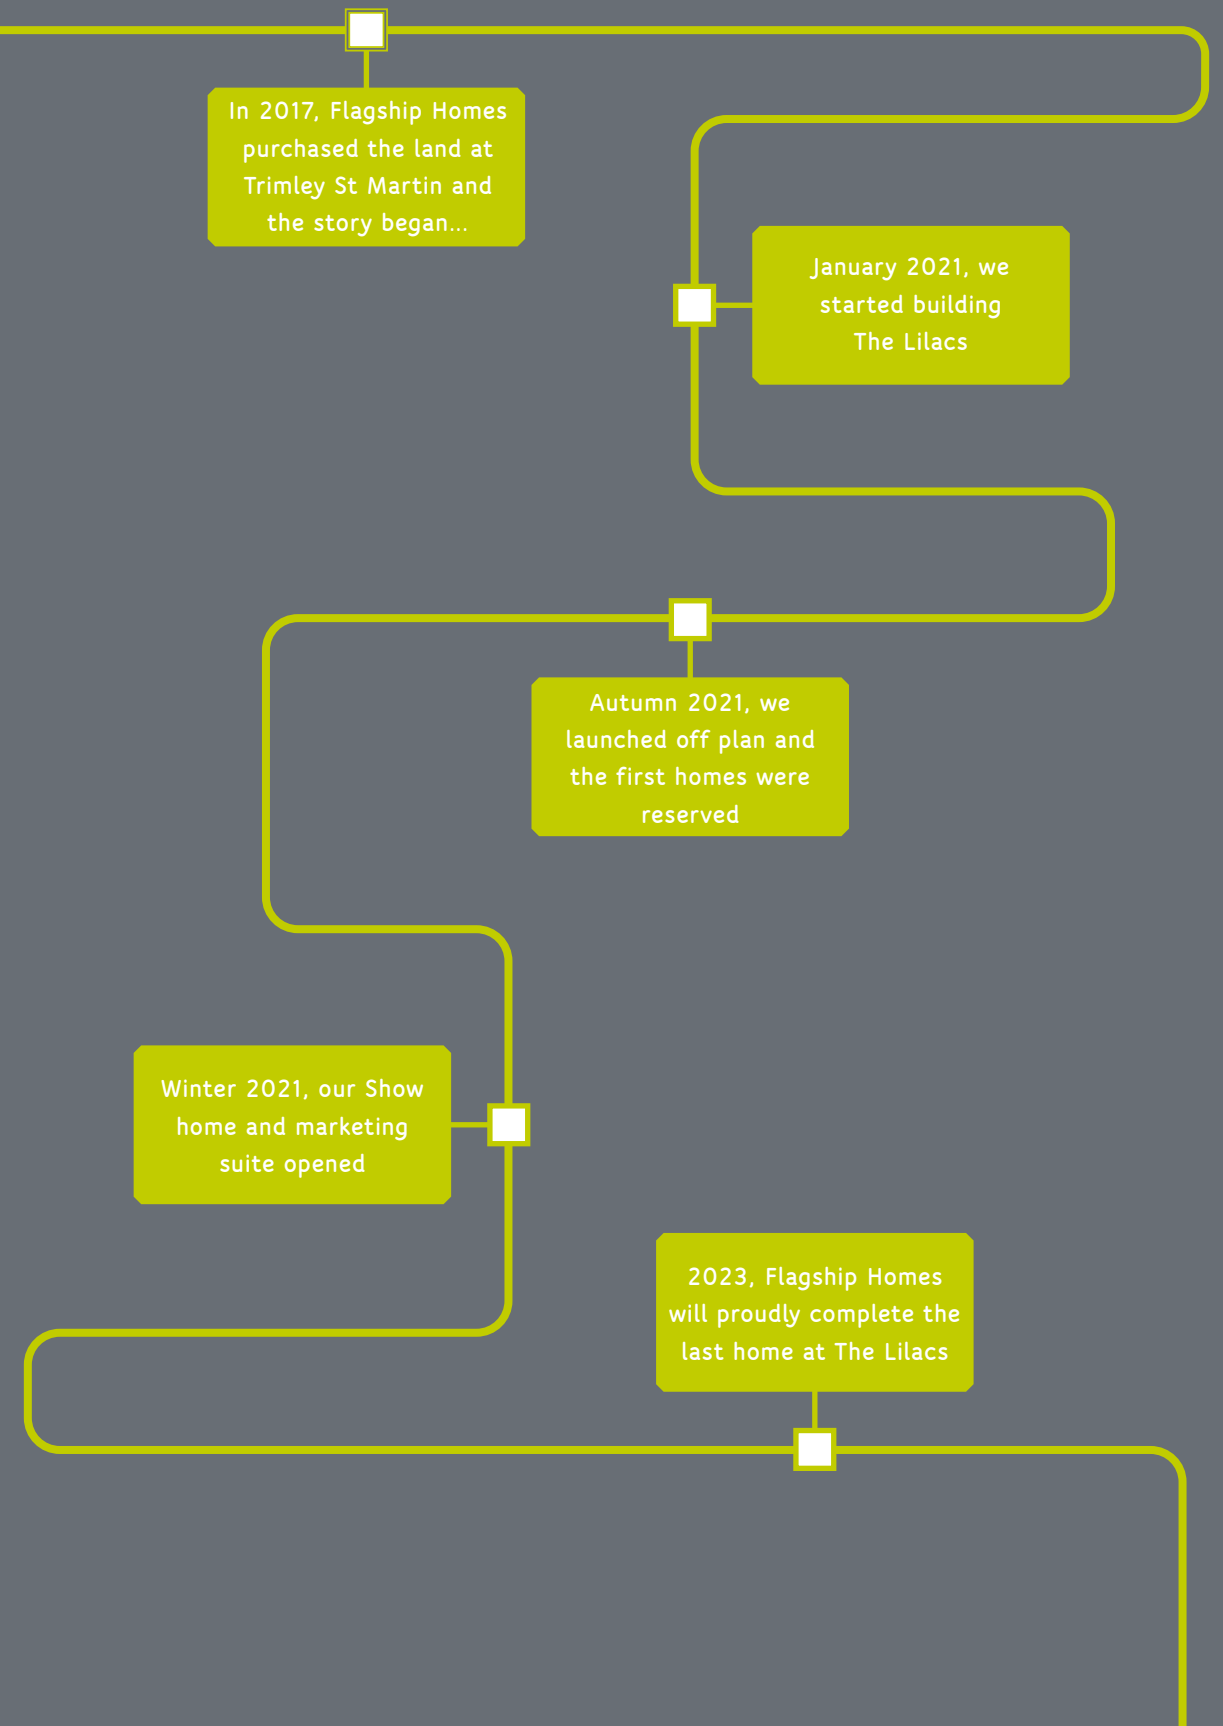 In 2017, Flagship Homes
purchased the land at
Trimley St Martin and
the story began...
January 2021, we
started building
The Lilacs
Autumn 2021, we
launched off plan and
the first homes were
reserved
Winter 2021, our Show
home and marketing
suite opened
2023, Flagship Homes
will proudly complete the
last home at The Lilacs